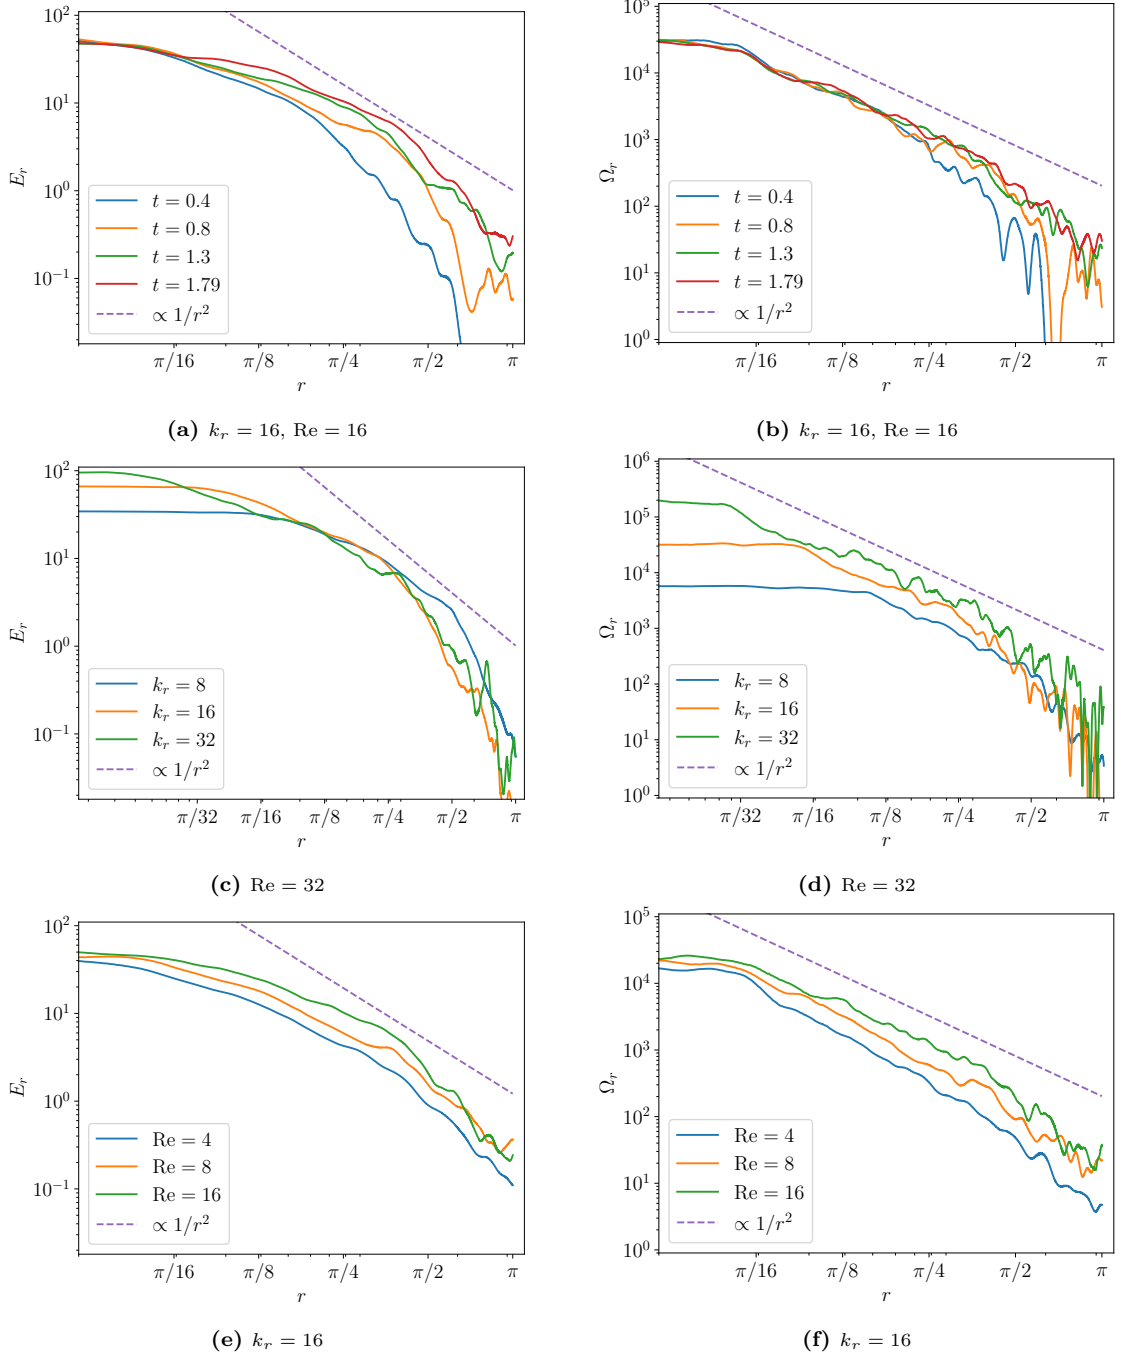 10^2
10^1
10^0
10^{-1}
E_r
t = 0.4
t = 0.8
t = 1.3
t = 1.79
∝ 1/r^2
π/16 π/8 π/4 π/2 π
r
(a) k_r = 16, Re = 16
10^5
10^4
10^3
10^2
10^1
10^0
Ω_r
t = 0.4
t = 0.8
t = 1.3
t = 1.79
∝ 1/r^2
π/16 π/8 π/4 π/2 π
r
(b) k_r = 16, Re = 16
10^2
10^1
10^0
10^{-1}
E_r
k_r = 8
k_r = 16
k_r = 32
∝ 1/r^2
π/32 π/16 π/8 π/4 π/2 π
r
(c) Re = 32
10^6
10^5
10^4
10^3
10^2
10^1
10^0
Ω_r
k_r = 8
k_r = 16
k_r = 32
∝ 1/r^2
π/32 π/16 π/8 π/4 π/2 π
r
(d) Re = 32
10^2
10^1
10^0
10^{-1}
E_r
Re = 4
Re = 8
Re = 16
∝ 1/r^2
π/16 π/8 π/4 π/2 π
r
(e) k_r = 16
10^5
10^4
10^3
10^2
10^1
10^0
Ω_r
Re = 4
Re = 8
Re = 16
∝ 1/r^2
π/16 π/8 π/4 π/2 π
r
(f) k_r = 16